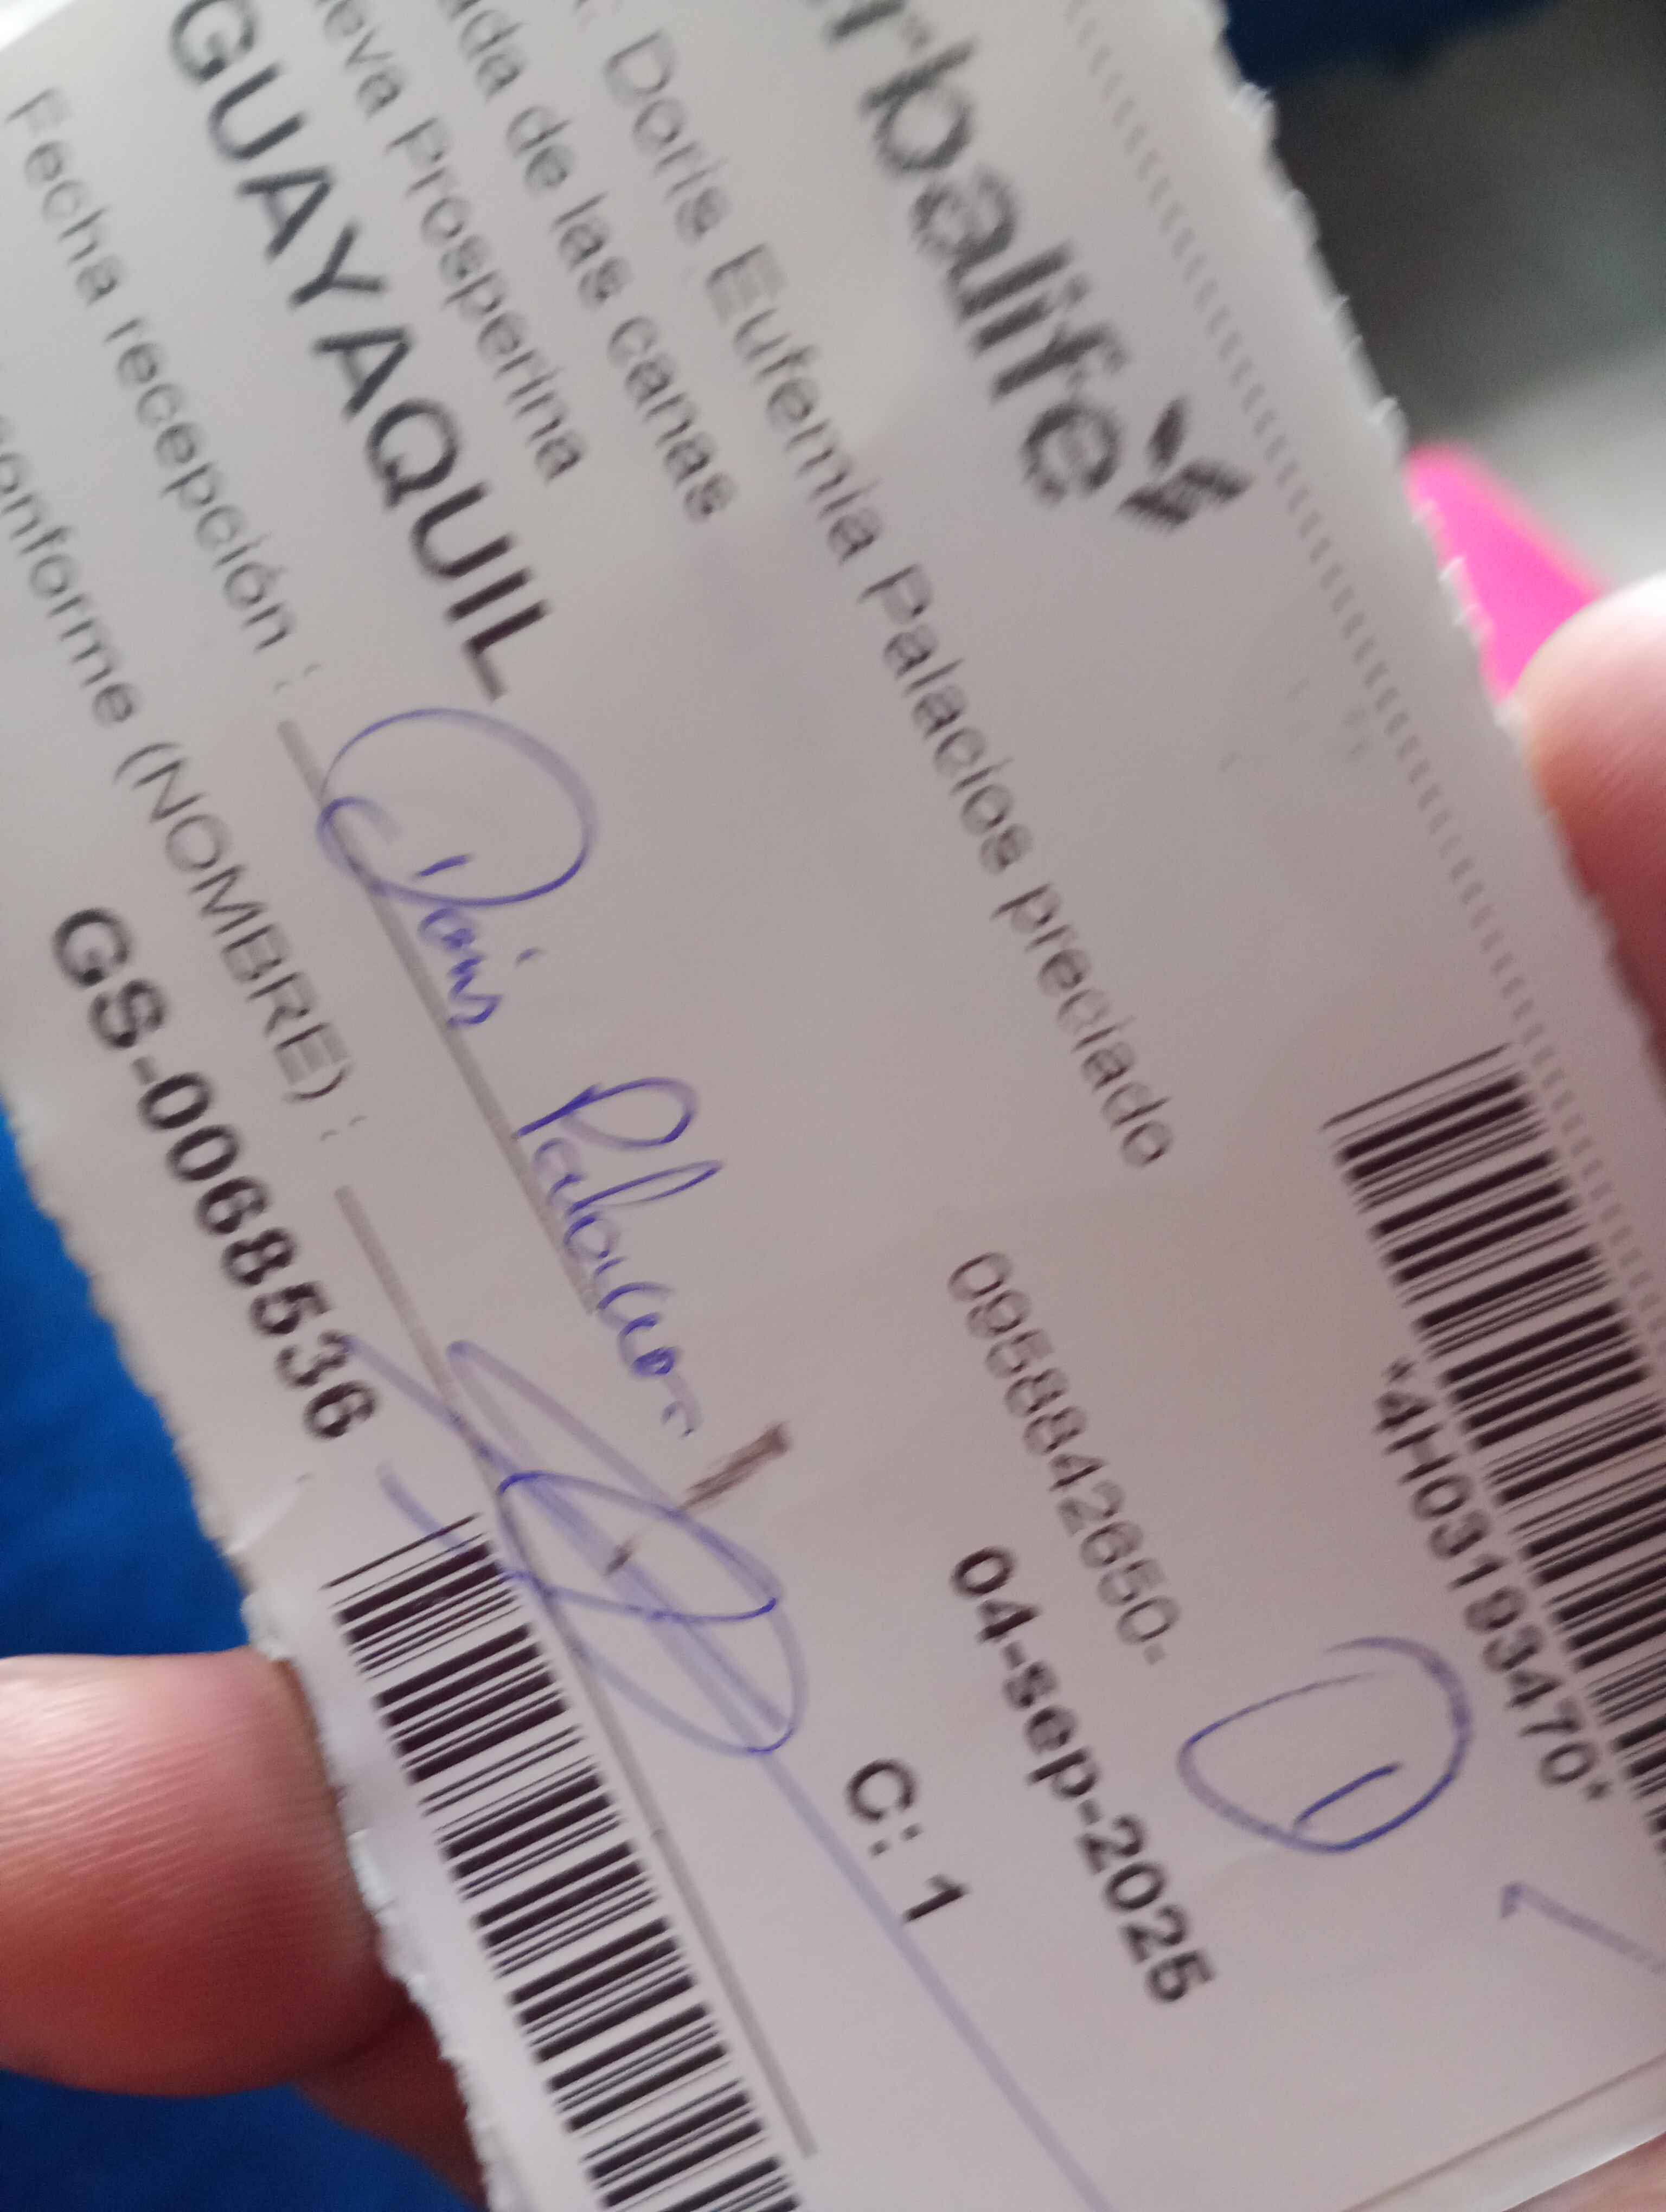 rbalife
*4H03193470*
Doris Eufemia Palacios preciado 0958842650-
ada de las canas 04-sep-2025
eva Prosperina
GUAYAQUIL C: 1
Fecha recepción : Doris Palacios
onforme (NOMBRE) :
GS-0068536